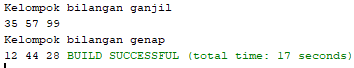 Kelompok bilangan ganjil
35 57 99
Kelompok bilangan genap
12 44 28 BUILD SUCCESSFUL (total time: 17 seconds)